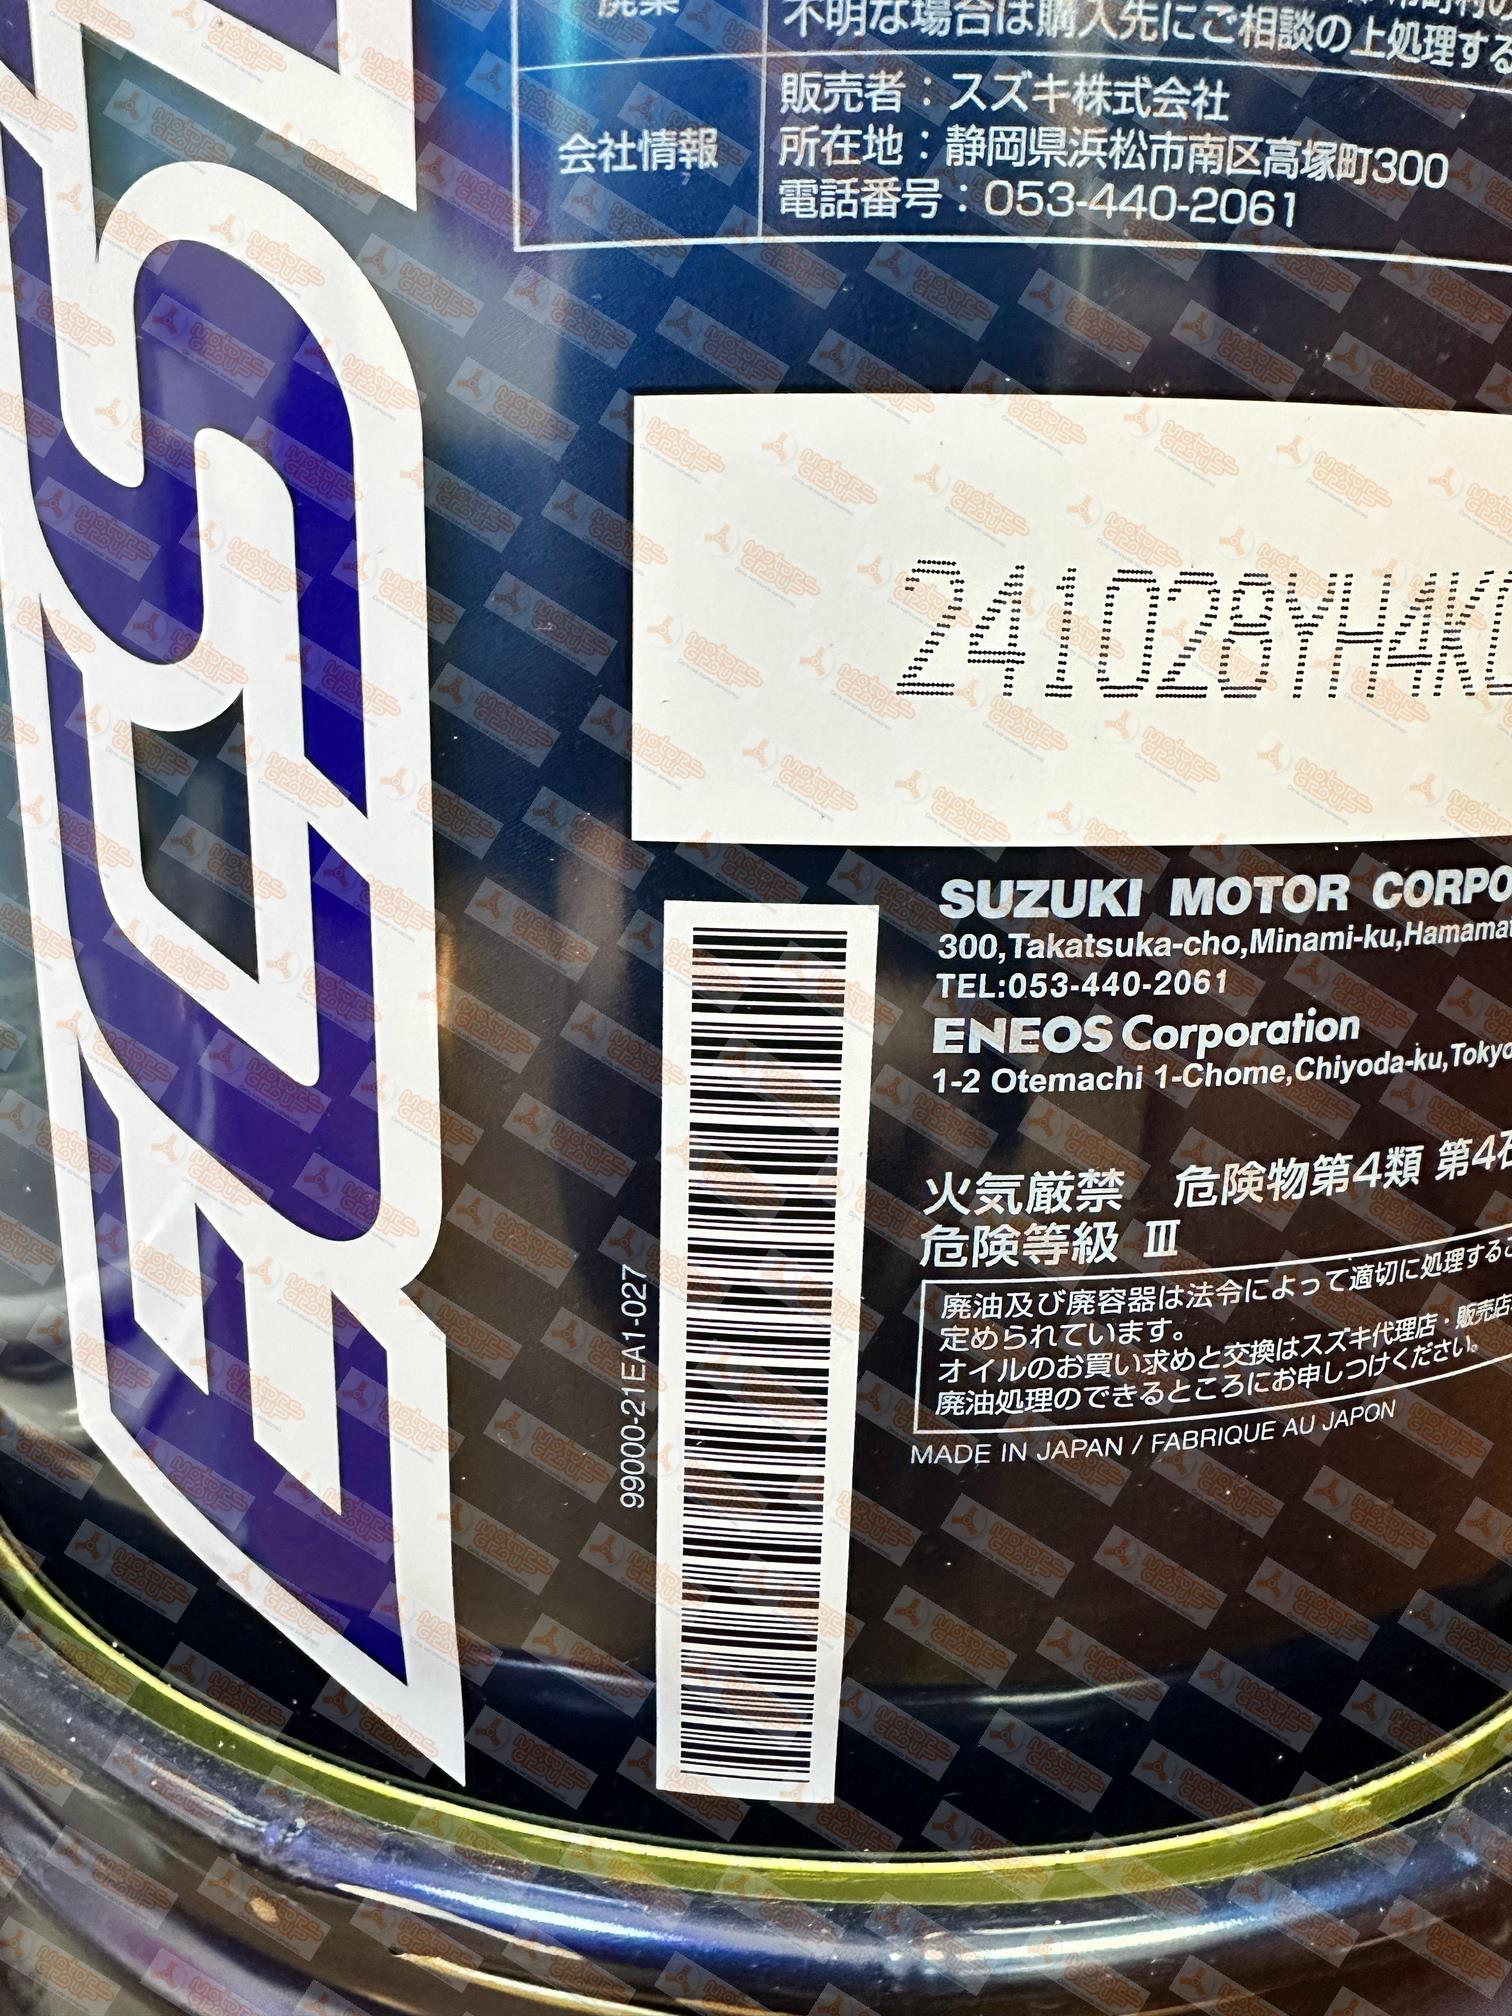 廃棄
不明な場合は購入先にご相談の上処理する
会社情報
販売者：スズキ株式会社
所在地：静岡県浜松市南区高塚町300
電話番号：053-440-2061
ECS
241028YH4K
SUZUKI MOTOR CORPO
300,Takatsuka-cho,Minami-ku,Hamamat
TEL:053-440-2061
ENEOS Corporation
1-2 Otemachi 1-Chome,Chiyoda-ku,Tokyo
火気厳禁　危険物第4類 第4石
危険等級 Ⅲ
廃油及び廃容器は法令によって適切に処理するこ
定められています。
オイルのお買い求めと交換はスズキ代理店・販売店
廃油処理のできるところにお申しつけください。
MADE IN JAPAN / FABRIQUE AU JAPON
99000-21EA1-027